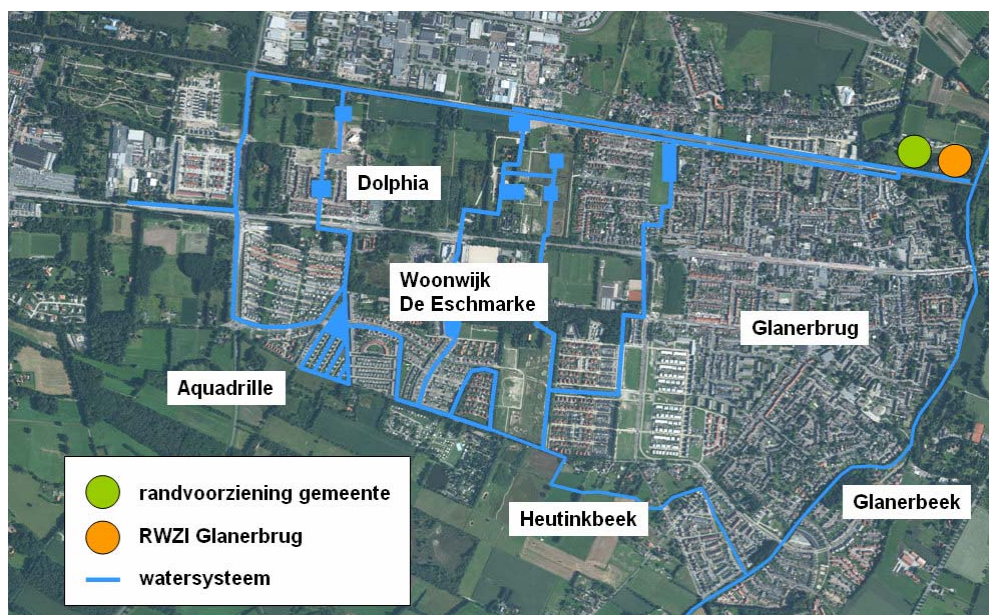 Dolphia
Woonwijk
De Eschmarke
Glanerbrug
Aquadrille
Heutinkbeek
Glanerbeek
randvoorziening gemeente
RWZI Glanerbrug
watersysteem